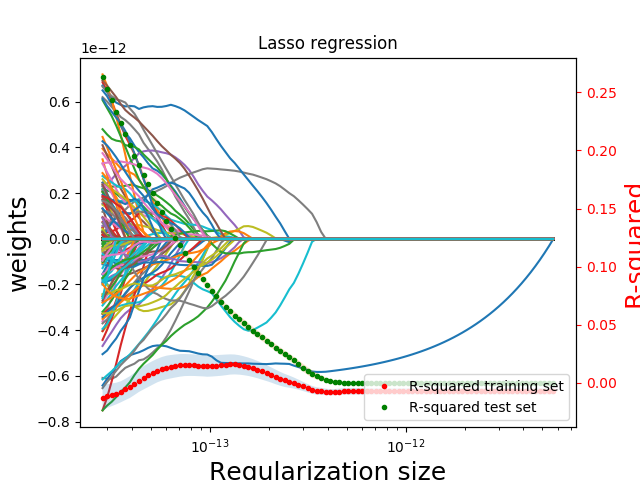 Lasso regression
1e−12
0.6
0.4
0.2
0.0
−0.2
−0.4
−0.6
−0.8
weights
0.25
0.20
0.15
0.10
0.05
0.00
R-squared
R-squared training set
R-squared test set
10−13
10−12
Regularization size